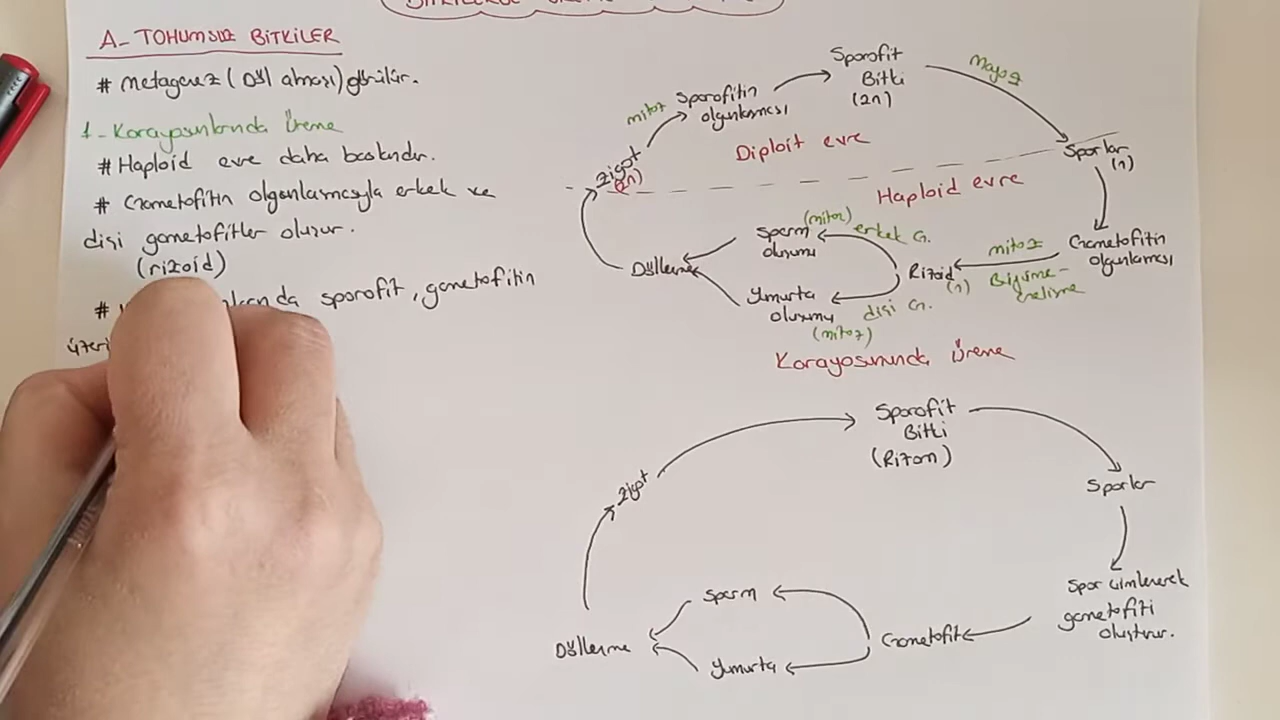 A- TOHUMSUZ BİTKİLER
# Metagenez (Döl alması) görülür.
1- Karayosunlarında Üreme
# Haploid evre daha baskındır.
# Gametofitin olgunlaşmasıyla erkek ve
dişi gametofitler oluşur.
(rizoid)
# sporofit, gametofitin
üzeri
Sporofit
Bitki
(2n)
Mayoz
Sporofitin
olgunlaşması
mitoz
Zigot
(2n)
Diploit evre
Sporlar
(n)
Haploid evre
Gametofitin
olgunlaşması
mitoz
Büyüme-
Gelişme
Rizoid
(n)
erkek G.
(mitoz)
Sperm
oluşumu
Döllenme
Yumurta
oluşumu
dişi G.
(mitoz)
Karayosununda Üreme
Sporofit
Bitki
(Rizom)
Zigot
Sporlar
Spor çimlenerek
gametofiti
oluşturur.
Gametofit
Sperm
Yumurta
Döllenme